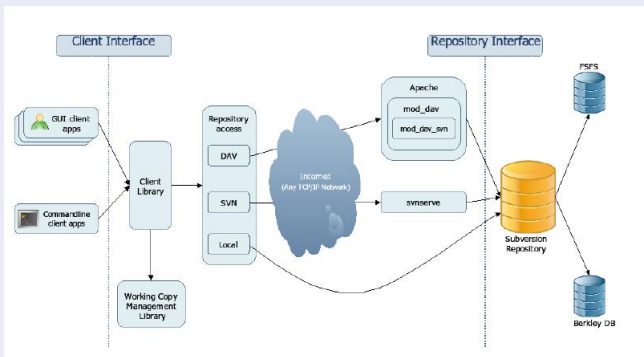 Client Interface
Repository Interface
GUI client
apps
Commandline
client apps
Client
Library
Working Copy
Management
Library
Repository
access
DAV
SVN
Local
Internet
(Any TCP/IP Network)
Apache
mod_dav
mod_dav_svn
svnserve
Subversion
Repository
FSFS
Berkley DB